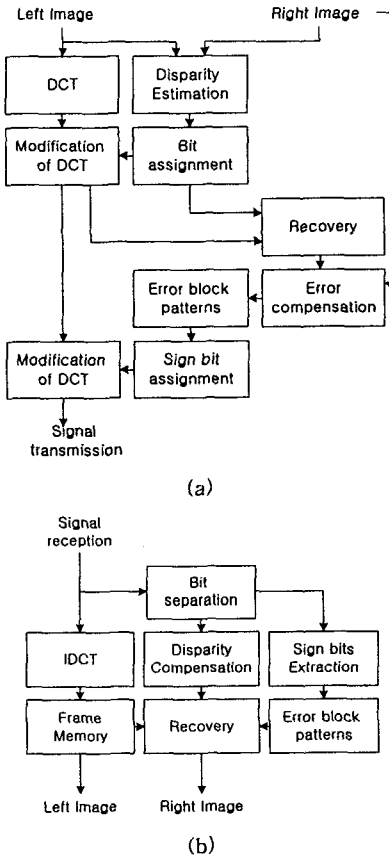 Left Image
Right Image
DCT
Disparity
Estimation
Modification
of DCT
Bit
assignment
Recovery
Error block
patterns
Error
compensation
Modification
of DCT
Sign bit
assignment
Signal
transmission
(a)
Signal
reception
Bit
separation
IDCT
Disparity
Compensation
Sign bits
Extraction
Frame
Memory
Recovery
Error block
patterns
Left Image
Right Image
(b)